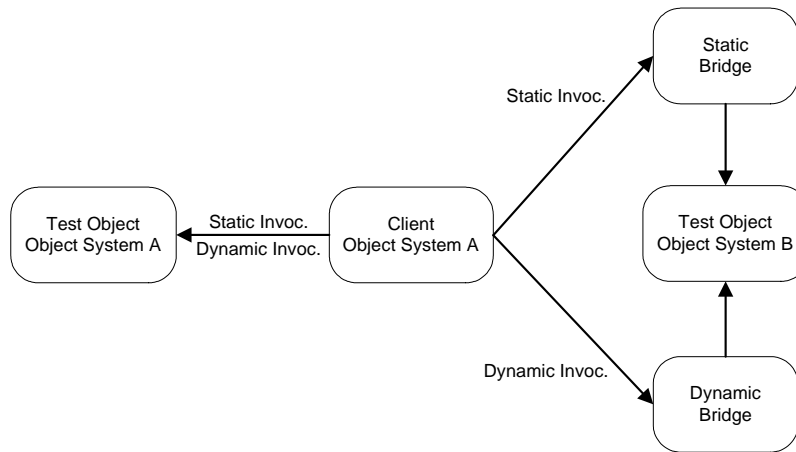 Static
Bridge
Static Invoc.
Test Object
Object System A
Static Invoc.
Dynamic Invoc.
Client
Object System A
Test Object
Object System B
Dynamic Invoc.
Dynamic
Bridge